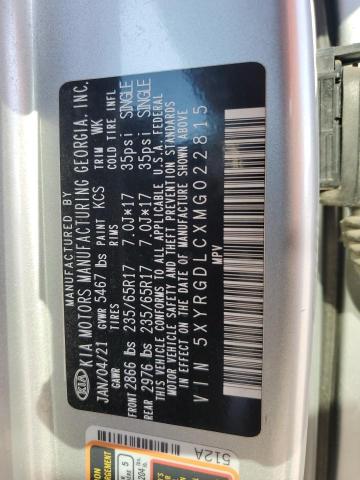 MANUFACTURED BY
KIA KIA MOTORS MANUFACTURING GEORGIA, INC.
JAN/04/21 GVWR 5467 lbs PAINT KCS TRIM WK
GAWR TIRES RIMS COLD TIRE INFL
FRONT 2866 lbs 235/65R17 7.0J*17 35psi SINGLE
REAR 2976 lbs 235/65R17 7.0J*17 35psi SINGLE
THIS VEHICLE CONFORMS TO ALL APPLICABLE U.S.A. FEDERAL
MOTOR VEHICLE SAFETY AND THEFT PREVENTION STANDARDS
IN EFFECT ON THE DATE OF MANUFACTURE SHOWN ABOVE
VIN 5XYRGDLCXMG022815
MPV
512A